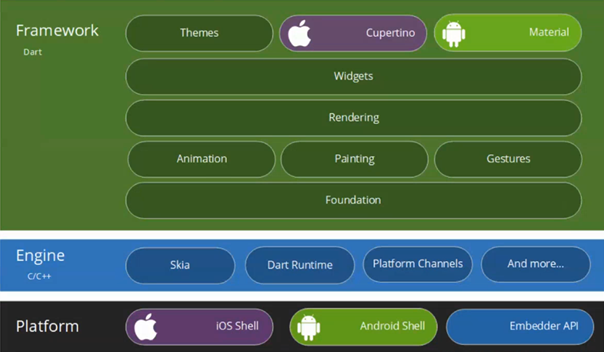 Framework
Dart
Themes
Cupertino
Material
Widgets
Rendering
Animation
Painting
Gestures
Foundation
Engine
C/C++
Skia
Dart Runtime
Platform Channels
And more...
Platform
iOS Shell
Android Shell
Embedder API